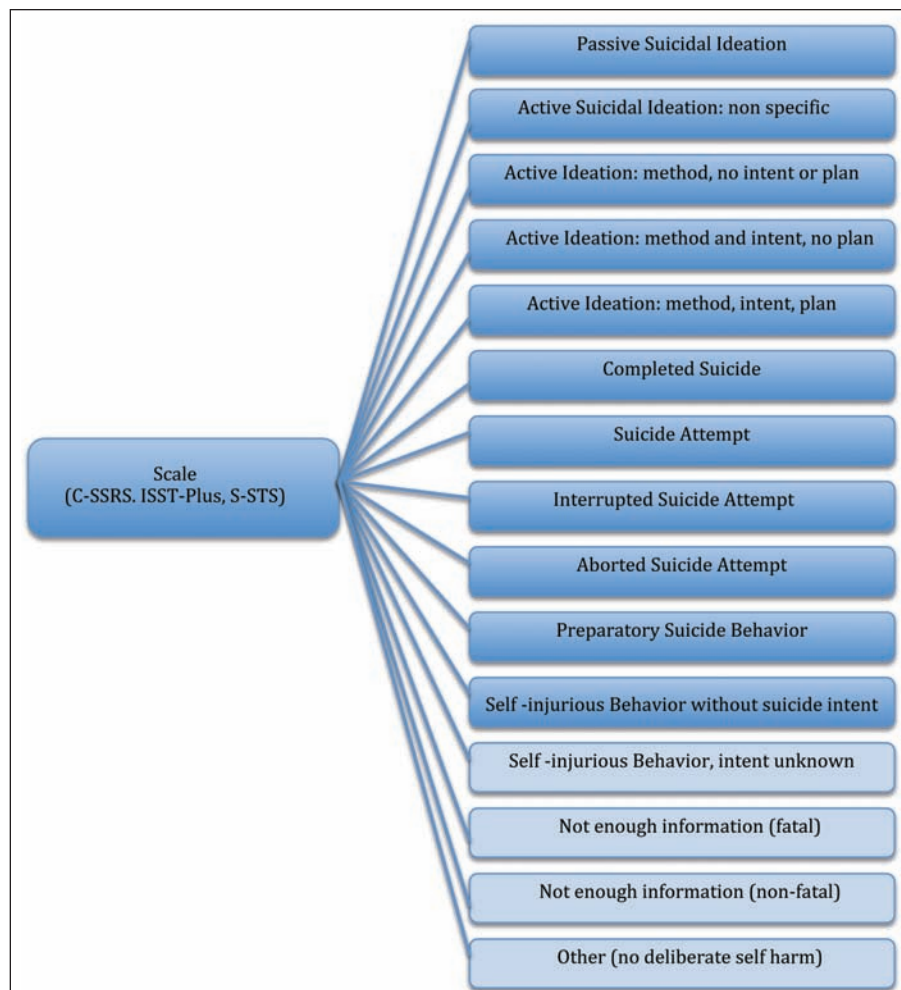 Passive Suicidal Ideation
Active Suicidal Ideation: non specific
Active Ideation: method, no intent or plan
Active Ideation: method and intent, no plan
Active Ideation: method, intent, plan
Completed Suicide
Suicide Attempt
Scale
(C-SSRS. ISST-Plus, S-STS)
Interrupted Suicide Attempt
Aborted Suicide Attempt
Preparatory Suicide Behavior
Self -injurious Behavior without suicide intent
Self -injurious Behavior, intent unknown
Not enough information (fatal)
Not enough information (non-fatal)
Other (no deliberate self harm)